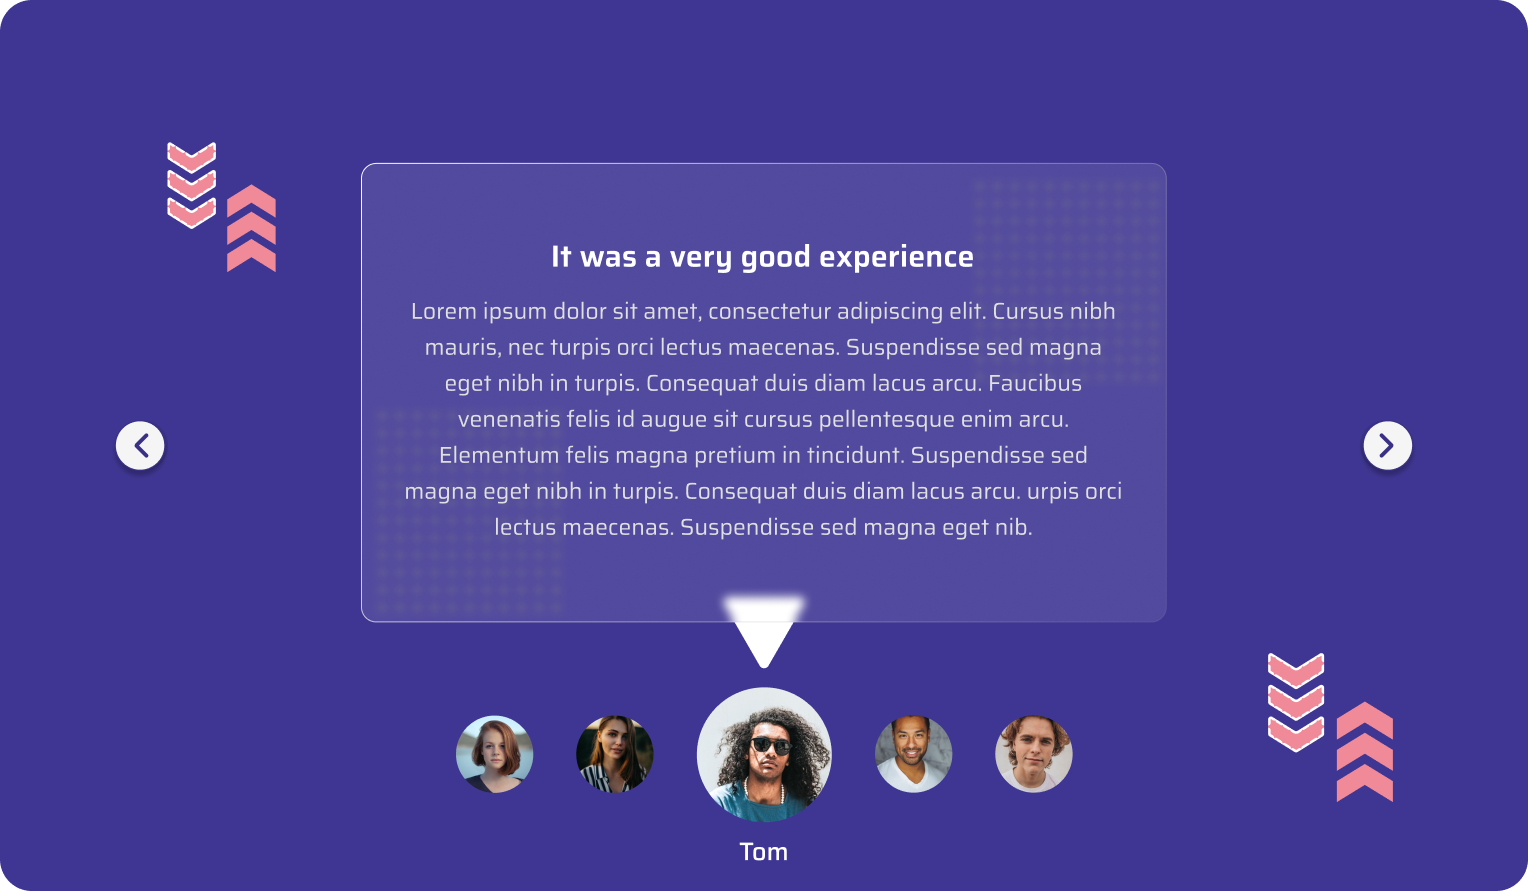 It was a very good experience
Lorem ipsum dolor sit amet, consectetur adipiscing elit. Cursus nibh
mauris, nec turpis orci lectus maecenas. Suspendisse sed magna
eget nibh in turpis. Consequat duis diam lacus arcu. Faucibus
venenatis felis id augue sit cursus pellentesque enim arcu.
Elementum felis magna pretium in tincidunt. Suspendisse sed
magna eget nibh in turpis. Consequat duis diam lacus arcu. urpis orci
lectus maecenas. Suspendisse sed magna eget nib.
Tom